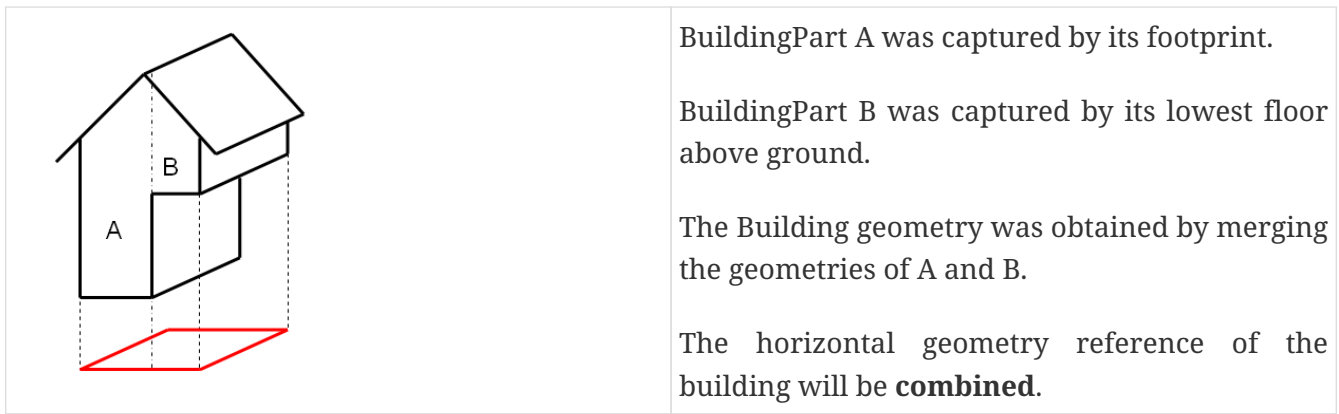 B
A
BuildingPart A was captured by its footprint.
BuildingPart B was captured by its lowest floor
above ground.
The Building geometry was obtained by merging
the geometries of A and B.
The horizontal geometry reference of the
building will be combined.